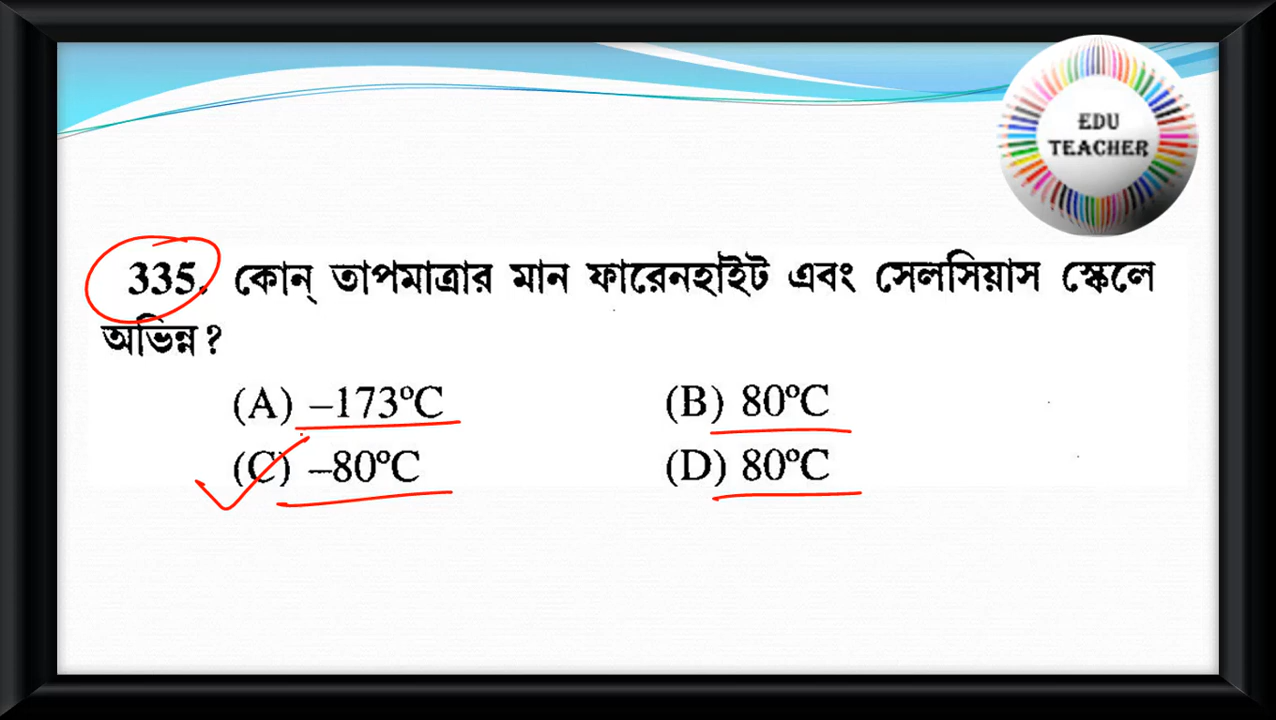 EDU
TEACHER
335. কোন্ তাপমাত্রার মান ফারেনহাইট এবং সেলসিয়াস স্কেলে
অভিন্ন ?
(A) –173ºC (B) 80ºC
(C) –80ºC (D) 80ºC